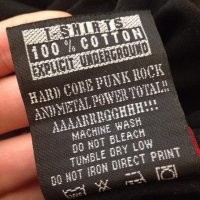 T-SHIRTS
100% COTTON
EXPLICIT UNDERGROUND
HARD CORE PUNK ROCK
AND METAL POWER TOTAL!!
AAAARRRRGGHHH!!!
MACHINE WASH
DO NOT BLEACH
TUMBLE DRY LOW
DO NOT IRON DIRECT PRINT